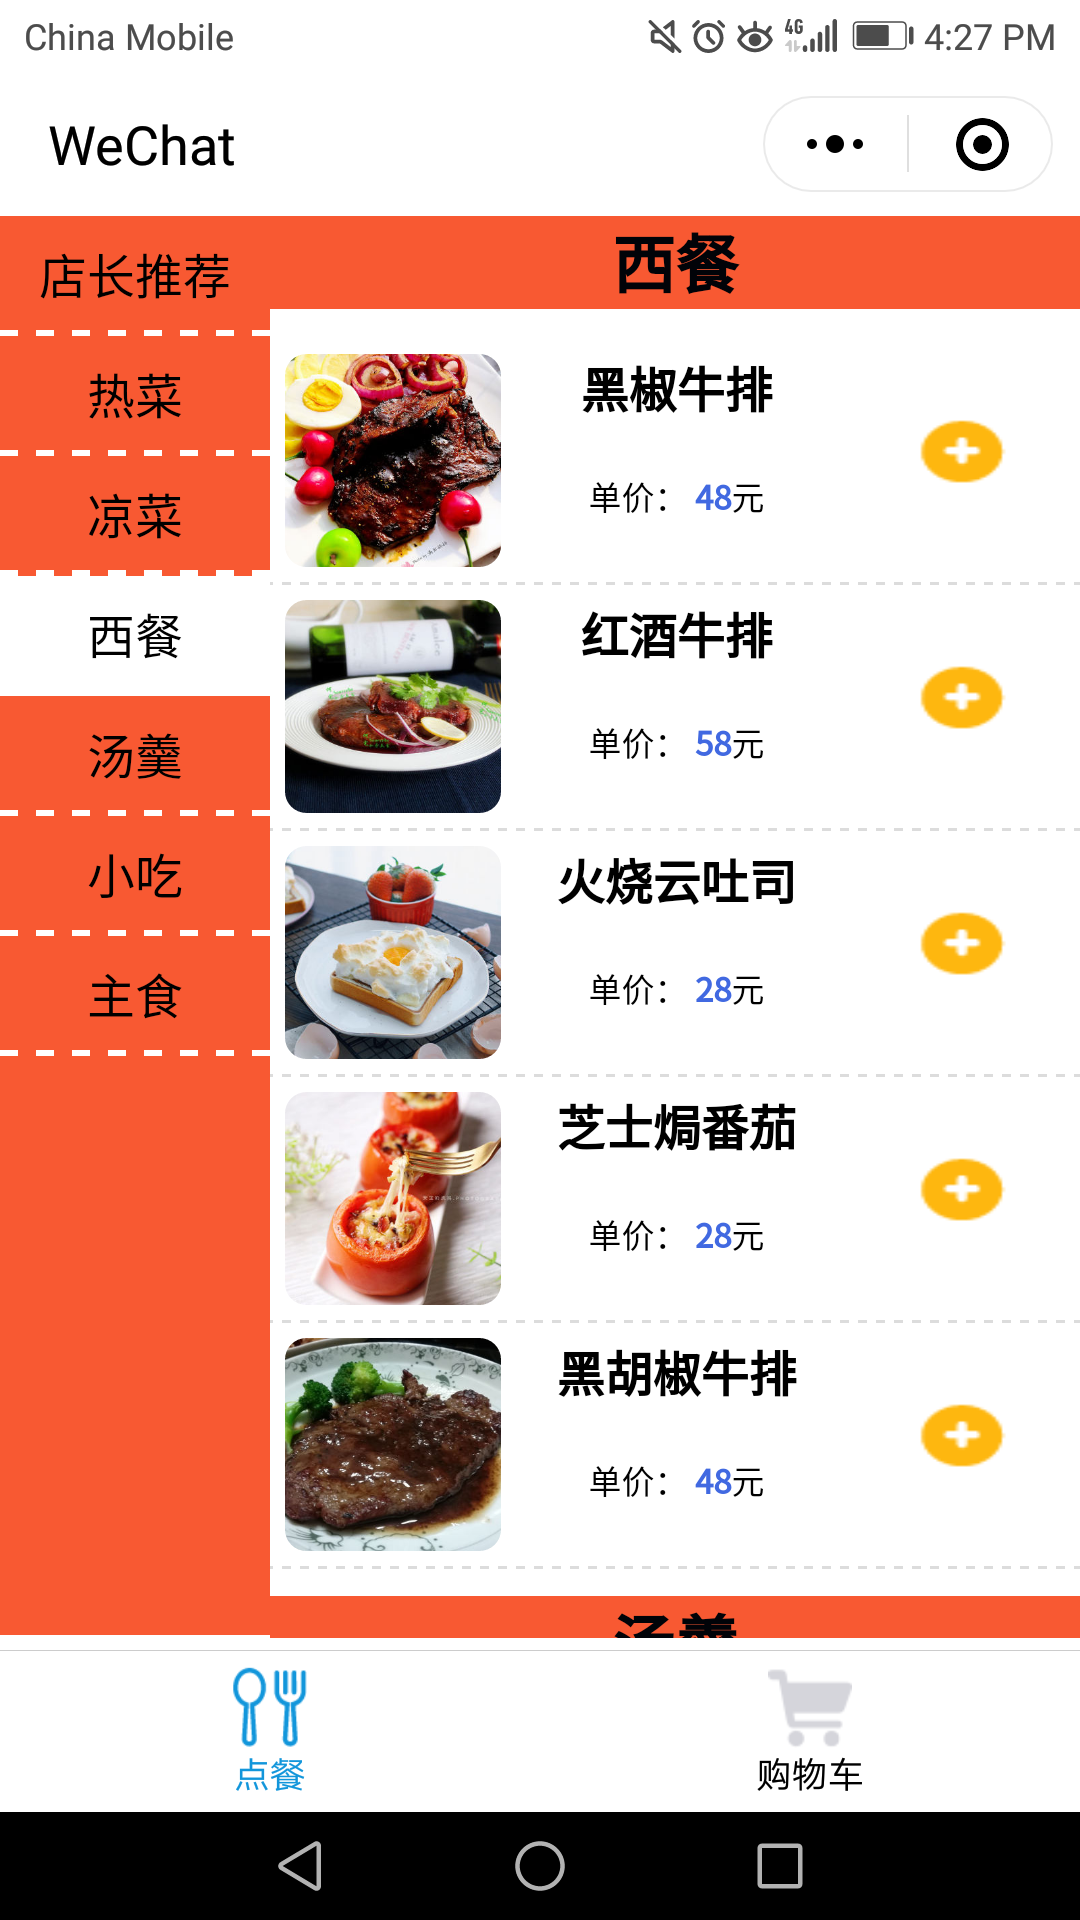 China Mobile
4G
4:27 PM
WeChat
店长推荐
热菜
凉菜
西餐
汤羹
小吃
主食
西餐
黑椒牛排
单价： 48元
红酒牛排
单价： 58元
火烧云吐司
单价： 28元
芝士焗番茄
单价： 28元
黑胡椒牛排
单价： 48元
汤羹
点餐
购物车